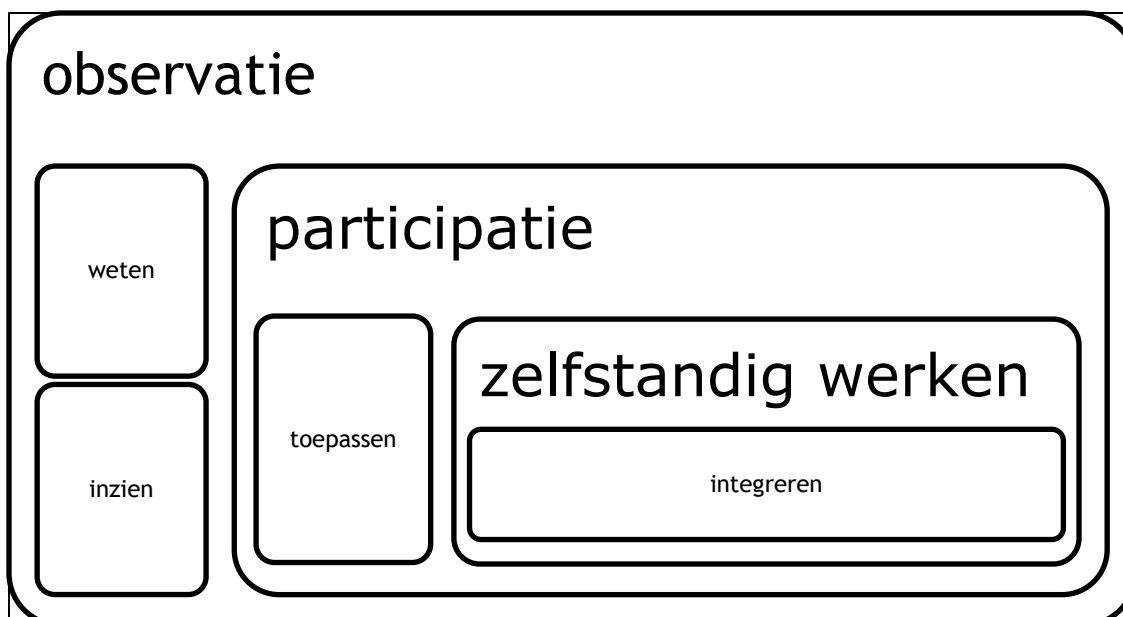 observatie
weten
inzien
participatie
toepassen
zelfstandig werken
integreren